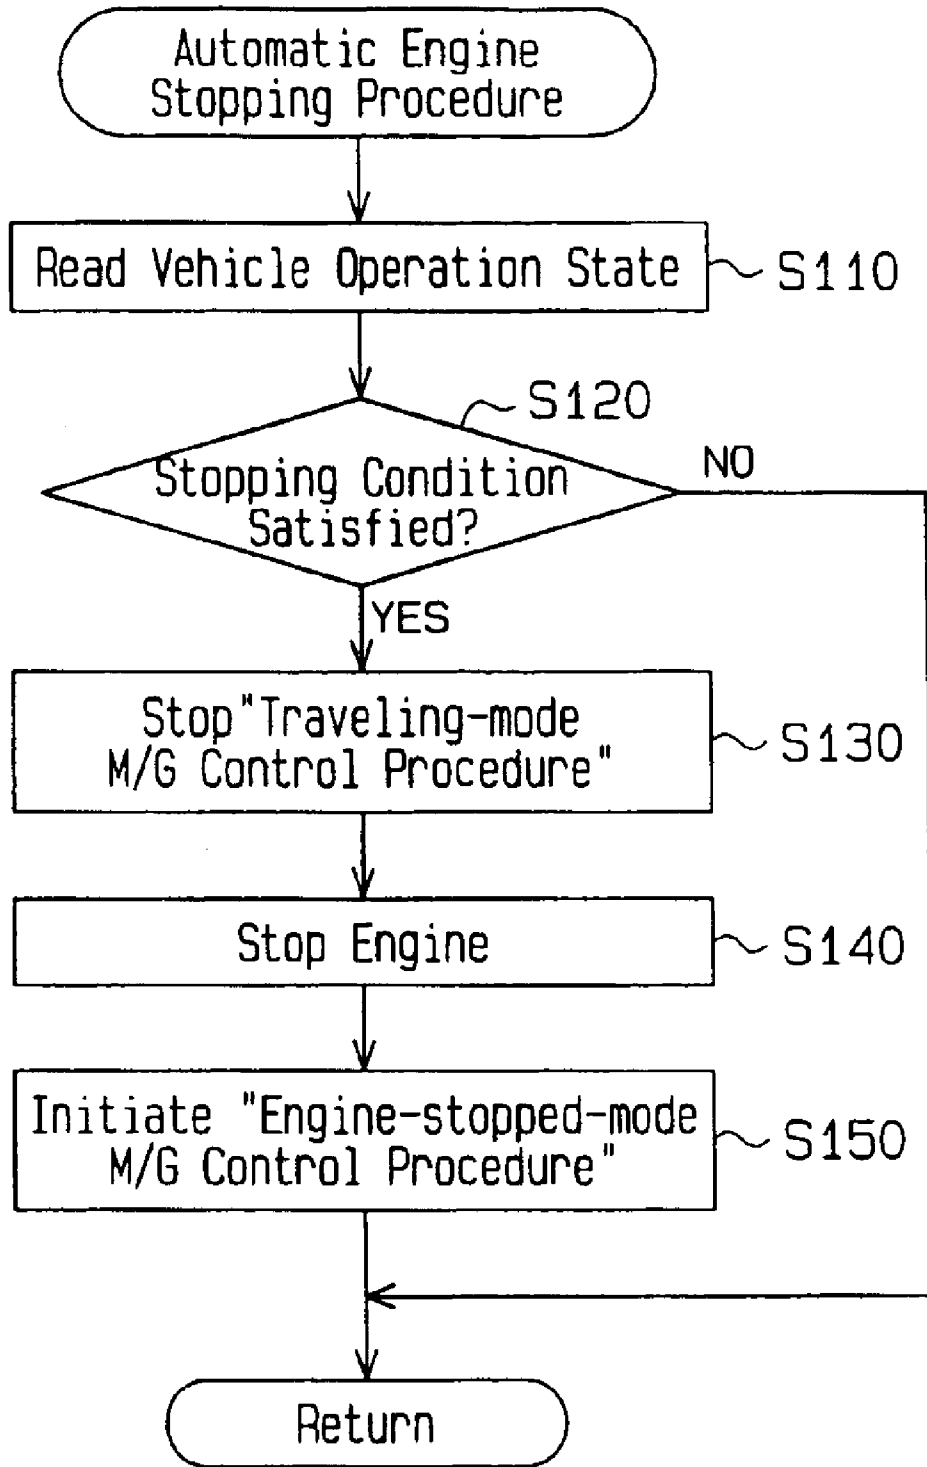 Automatic Engine
Stopping Procedure
Read Vehicle Operation State
S110
S120
Stopping Condition
Satisfied?
NO
YES
Stop"Traveling-mode
M/G Control Procedure"
S130
Stop Engine
S140
Initiate "Engine-stopped-mode
M/G Control Procedure"
S150
Return